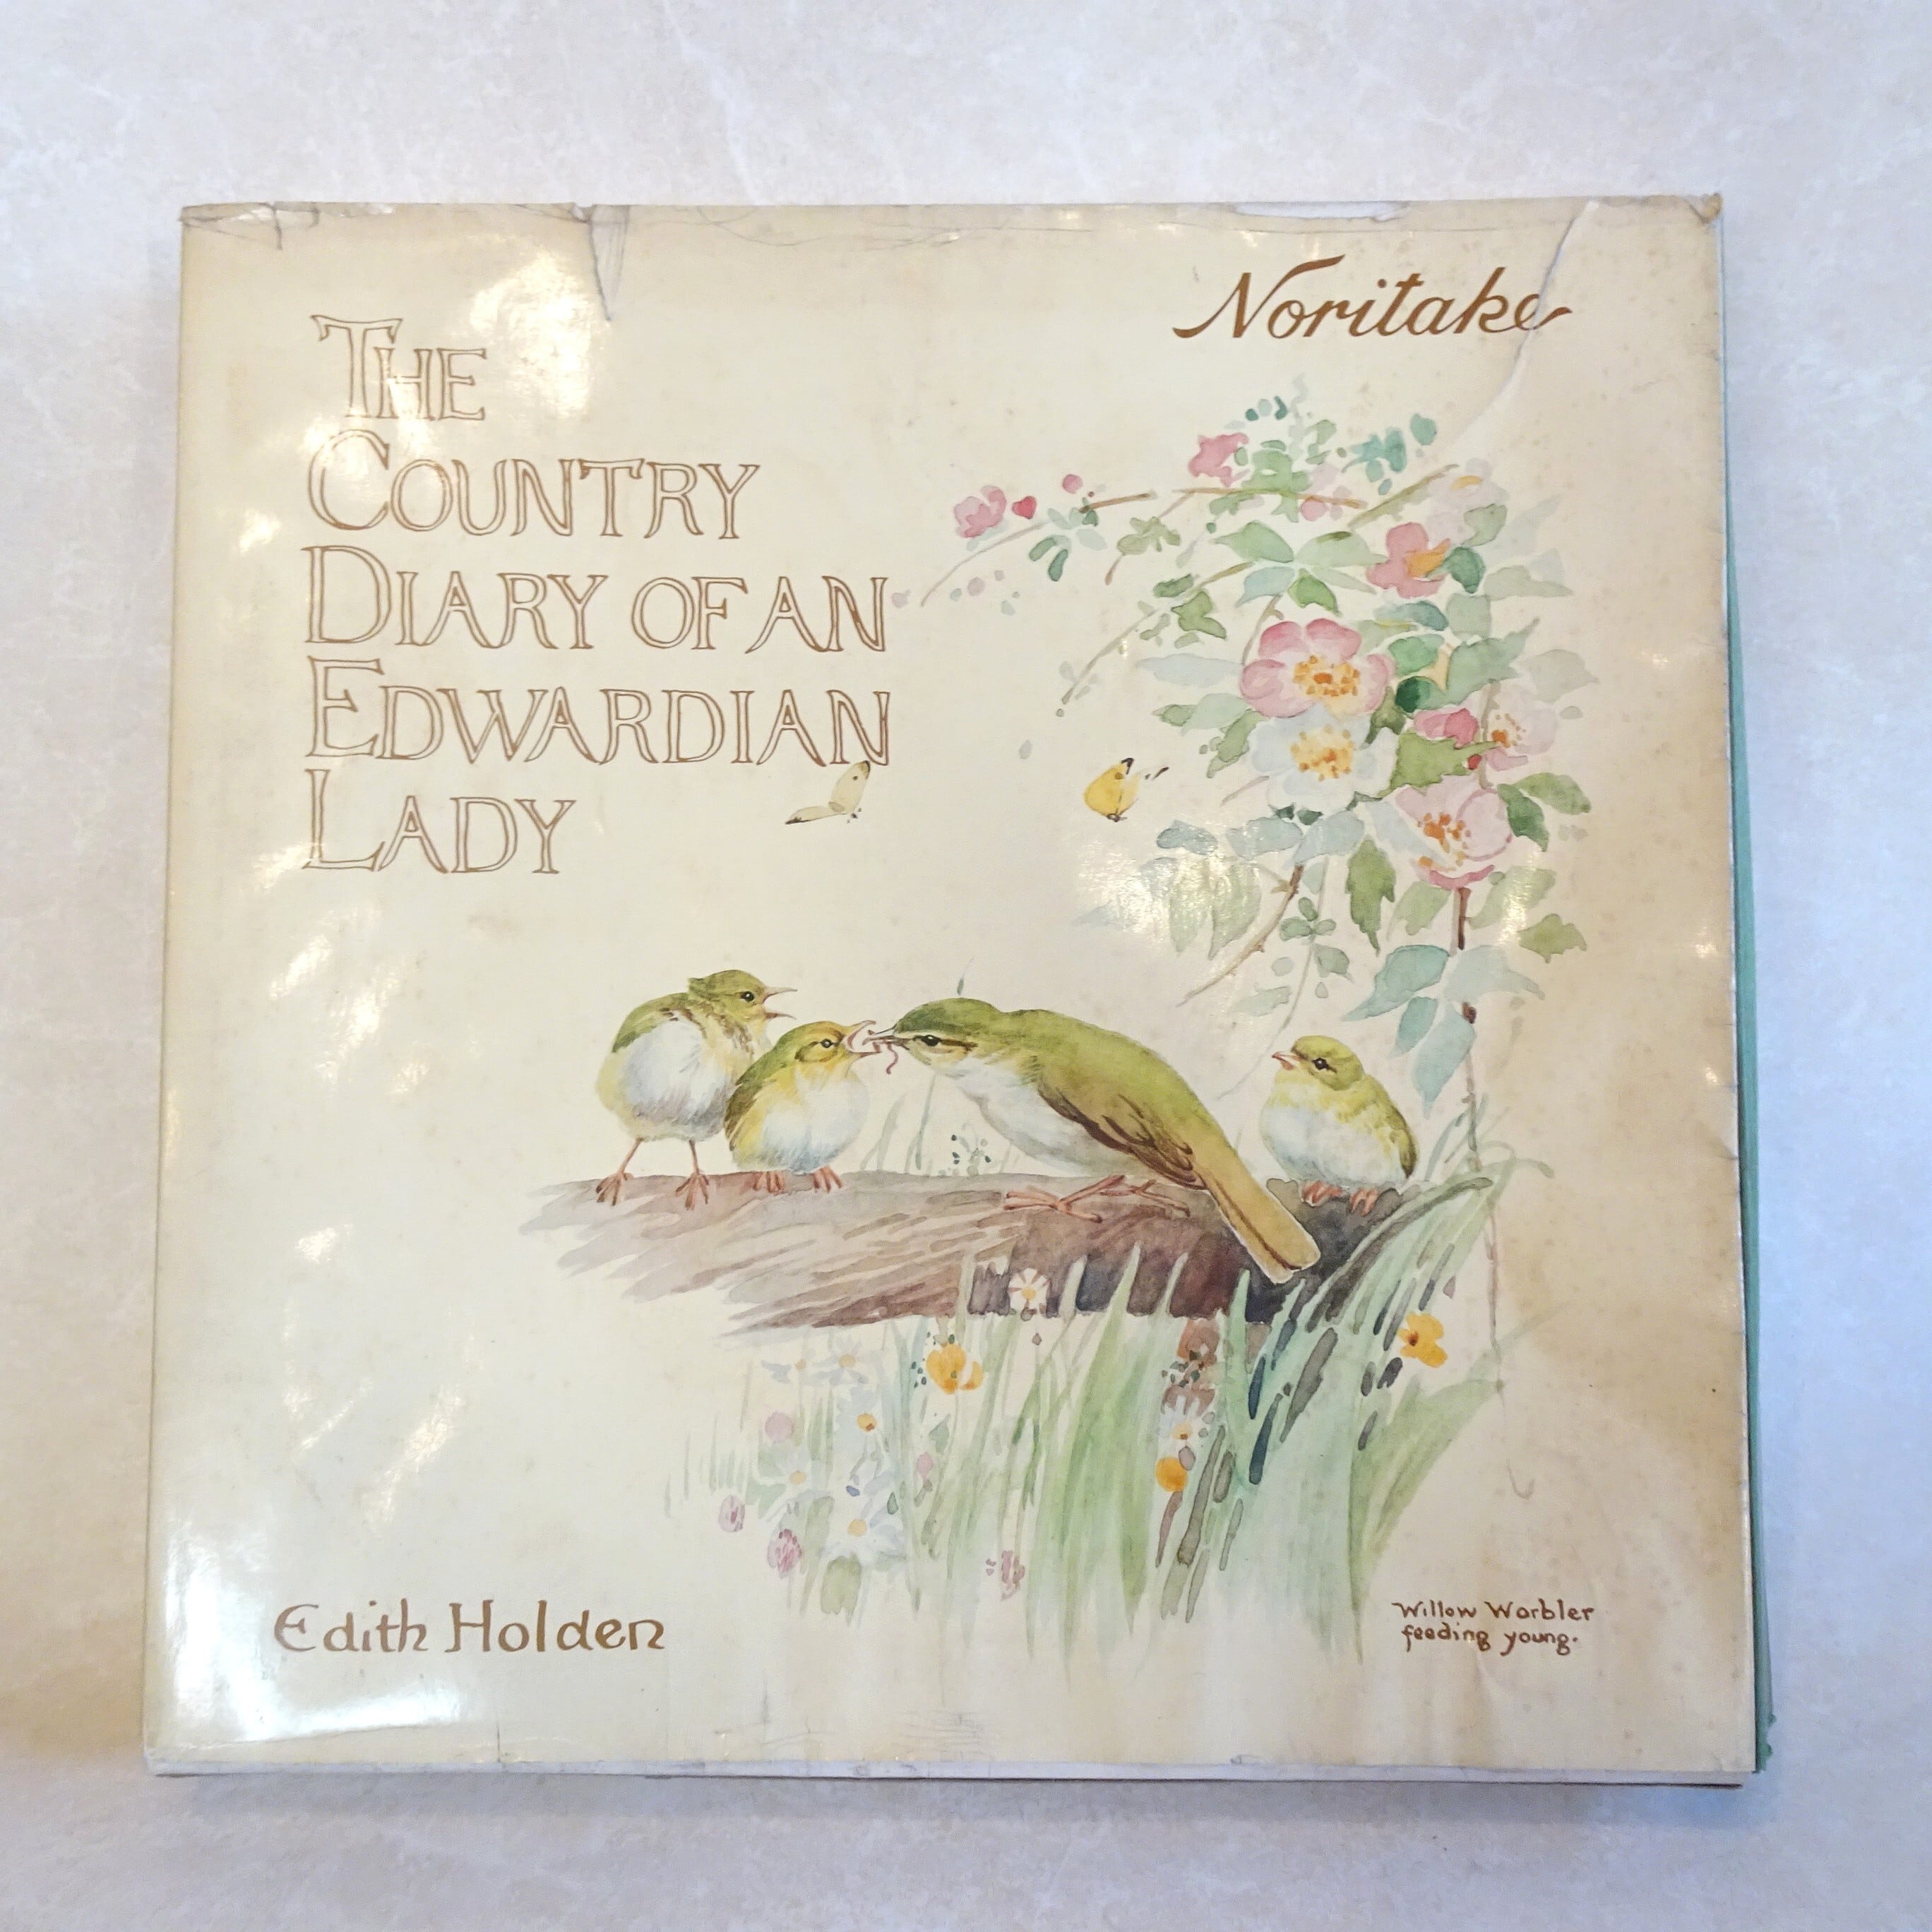 Noritake
THE
COUNTRY
DIARY OF AN
EDWARDIAN
LADY
Edith Holden
Willow Warbler
feeding young.